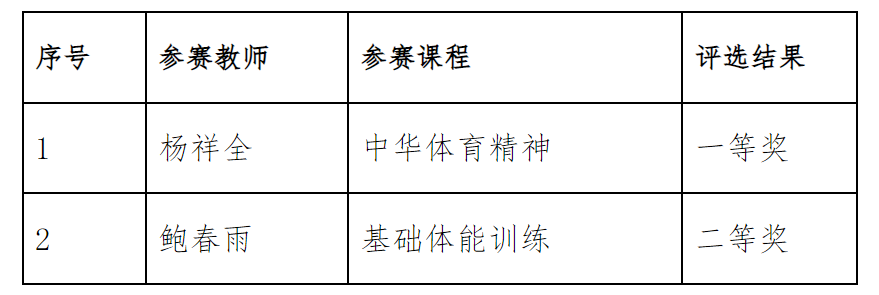 序号 参赛教师 参赛课程 评选结果
1 杨祥全 中华体育精神 一等奖
2 鲍春雨 基础体能训练 二等奖